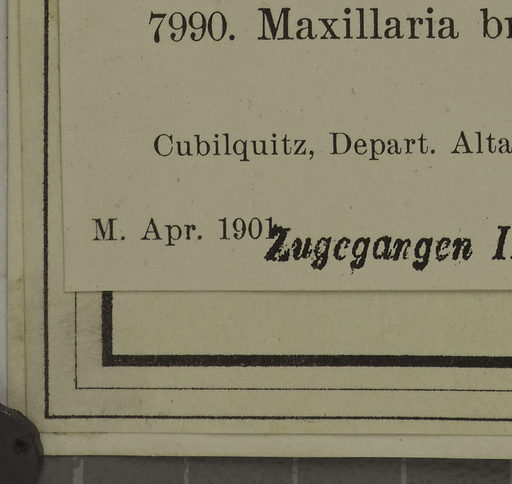 7990. Maxillaria
Cubilquitz, Depart. Alta
M. Apr. 1901
Zugegangen